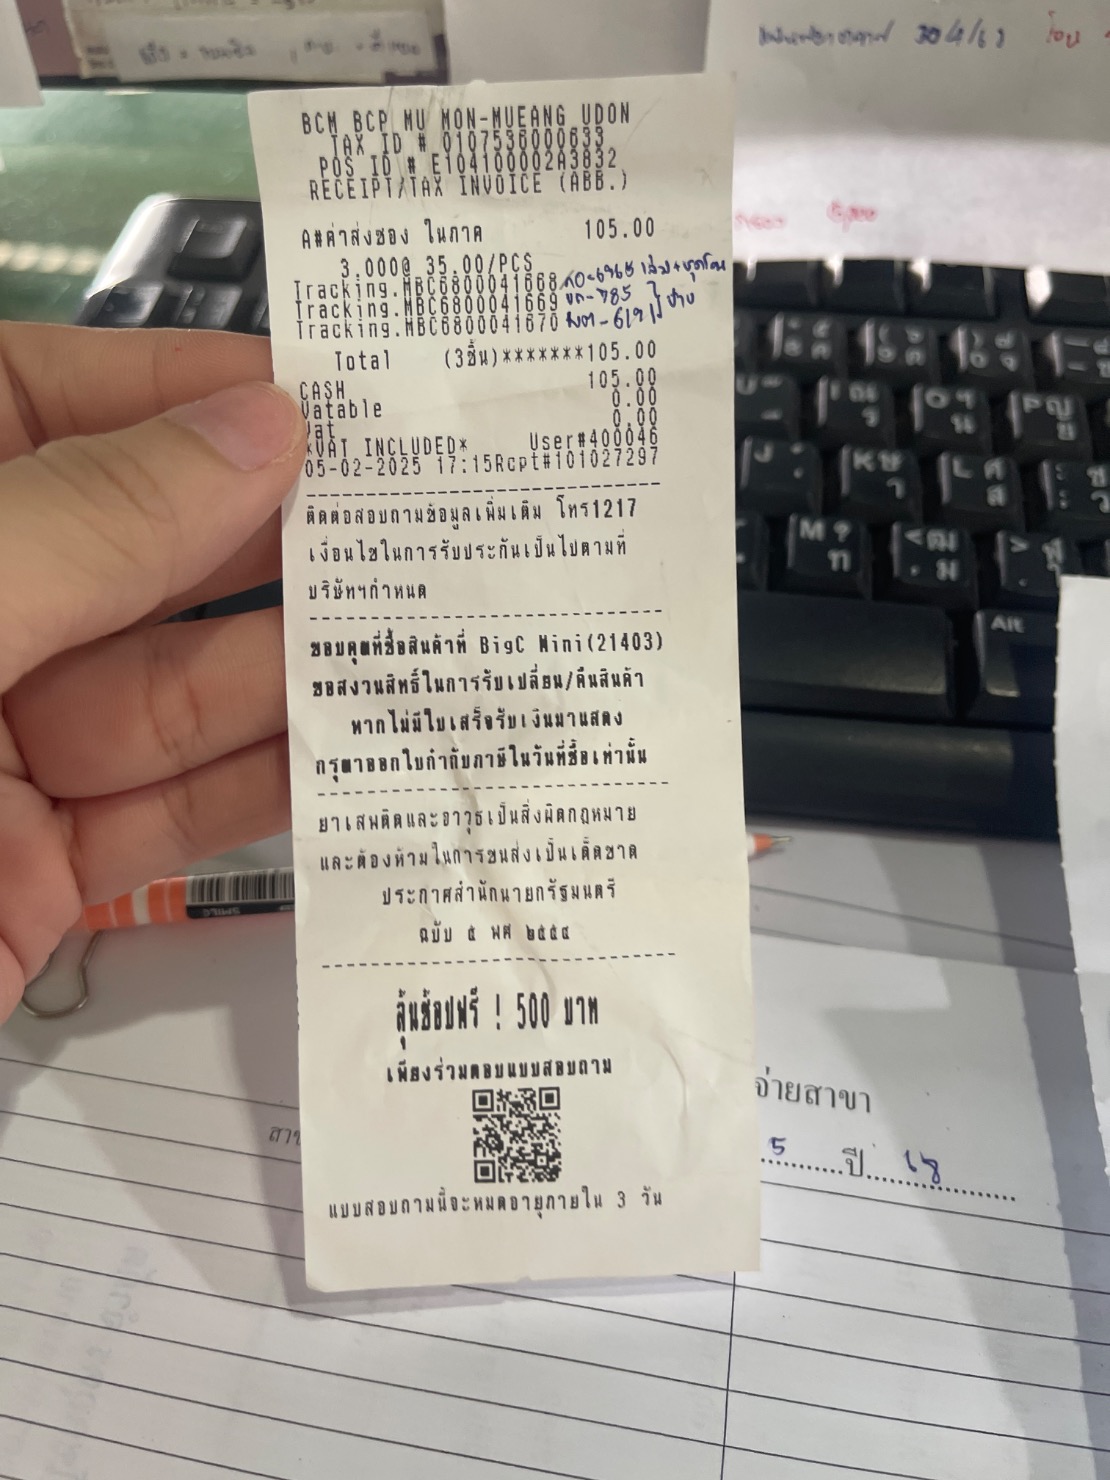 BCM BCP MU MON-MUEANG UDON
TAX ID # 0107536000633
POS ID # E104100002A3832
RECEIPT/TAX INVOICE (ABB.)
A#ค่าส่งซอง ในภาค 105.00
3.000@ 35.00/PCS
Tracking.MBC6800041668
Tracking.MBC6800041669 ขก-785
Tracking.MBC6800041670
Total (3ชิ้น)*******105.00
CASH 105.00
Vatable 0.00
Vat 0.00
*VAT INCLUDED* User#400046
05-02-2025 17:15Rcpt#101027297
ติดต่อสอบถามข้อมูลเพิ่มเติม โทร1217
เงื่อนไขในการรับประกันเป็นไปตามที่
บริษัทฯกำหนด
ขอบคุณที่ซื้อสินค้าที่ BigC Mini(21403)
ขอสงวนสิทธิ์ในการรับเปลี่ยน/คืนสินค้า
หากไม่มีใบเสร็จรับเงินมาแสดง
กรุณาออกใบกำกับภาษีในวันที่ซื้อเท่านั้น
ยาเสพติดและอาวุธเป็นสิ่งผิดกฎหมาย
และต้องห้ามในการขนส่งเป็นเด็ดขาด
ประกาศสำนักนายกรัฐมนตรี
ฉบับ ๕ พศ ๒๕๕๔
ลุ้นช้อปฟรี ! 500 บาท
เพียงร่วมตอบแบบสอบถาม
แบบสอบถามนี้จะหมดอายุภายใน 3 วัน
จ่ายสาขา
5 ปี 68
30/4/68 โอน
Alt